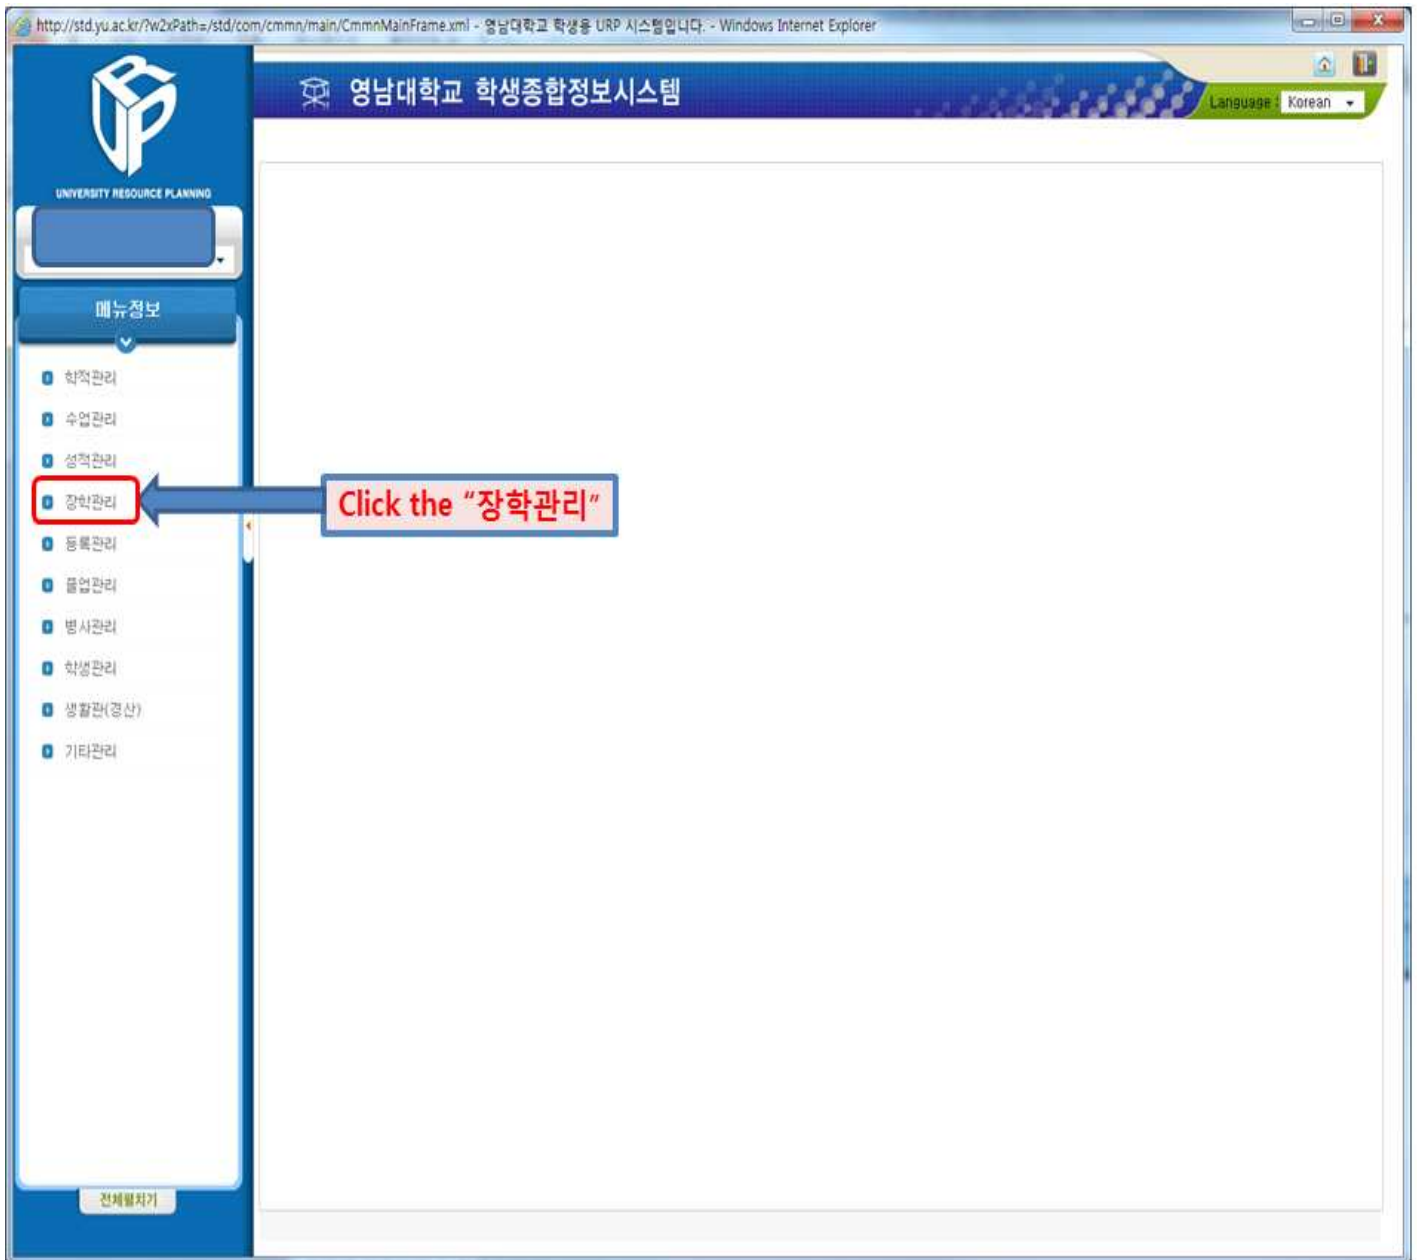 http://std.yu.ac.kr/?w2xPath=/std/com/cmmn/main/CmmnMainFrame.xml - 영남대학교 학생용 URP 시스템입니다. - Windows Internet Explorer
URP
UNIVERSITY RESOURCE PLANNING
영남대학교 학생종합정보시스템
Language : Korean
메뉴정보
학적관리
수업관리
성적관리
장학관리
Click the “장학관리”
등록관리
졸업관리
병사관리
학생관리
생활관(경산)
기타관리
전체펼치기